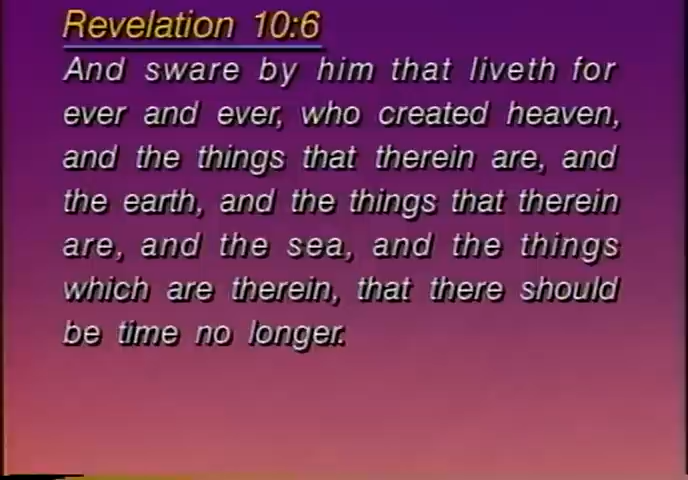 Revelation 10:6
And sware by him that liveth for
ever and ever, who created heaven,
and the things that therein are, and
the earth, and the things that therein
are, and the sea, and the things
which are therein, that there should
be time no longer.